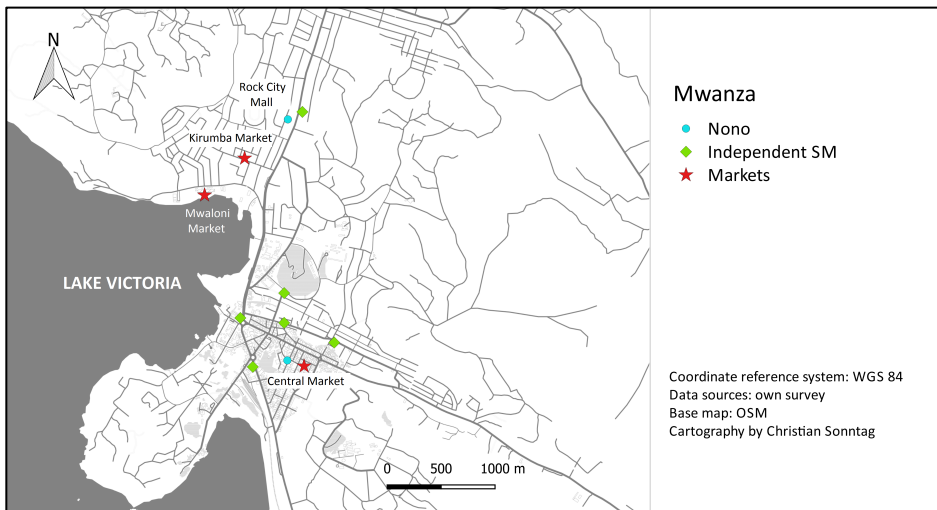 N
Rock City
Mall
Kirumba Market
Mwaloni
Market
LAKE VICTORIA
Central Market
0 500 1000 m
Mwanza
Nono
Independent SM
Markets
Coordinate reference system: WGS 84
Data sources: own survey
Base map: OSM
Cartography by Christian Sonntag